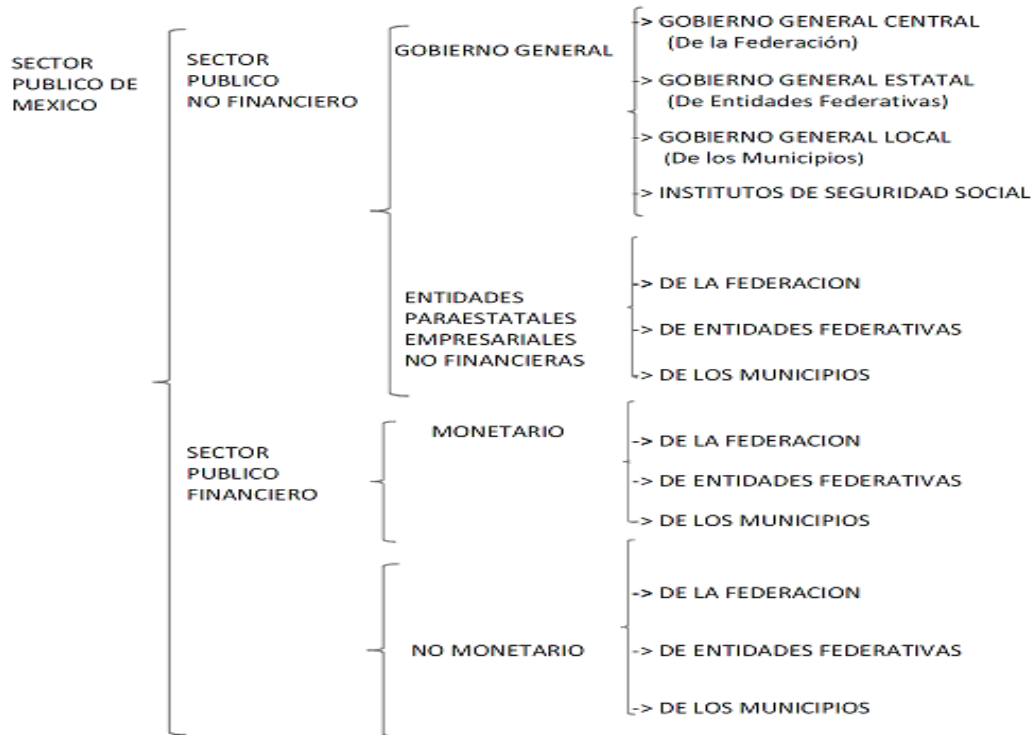 SECTOR
PUBLICO DE
MEXICO
SECTOR
PUBLICO
NO FINANCIERO
GOBIERNO GENERAL
-> GOBIERNO GENERAL CENTRAL
(De la Federación)
-> GOBIERNO GENERAL ESTATAL
(De Entidades Federativas)
-> GOBIERNO GENERAL LOCAL
(De los Municipios)
-> INSTITUTOS DE SEGURIDAD SOCIAL
ENTIDADES
PARAESTATALES
EMPRESARIALES
NO FINANCIERAS
-> DE LA FEDERACION
-> DE ENTIDADES FEDERATIVAS
-> DE LOS MUNICIPIOS
SECTOR
PUBLICO
FINANCIERO
MONETARIO
-> DE LA FEDERACION
-> DE ENTIDADES FEDERATIVAS
-> DE LOS MUNICIPIOS
NO MONETARIO
-> DE LA FEDERACION
-> DE ENTIDADES FEDERATIVAS
-> DE LOS MUNICIPIOS